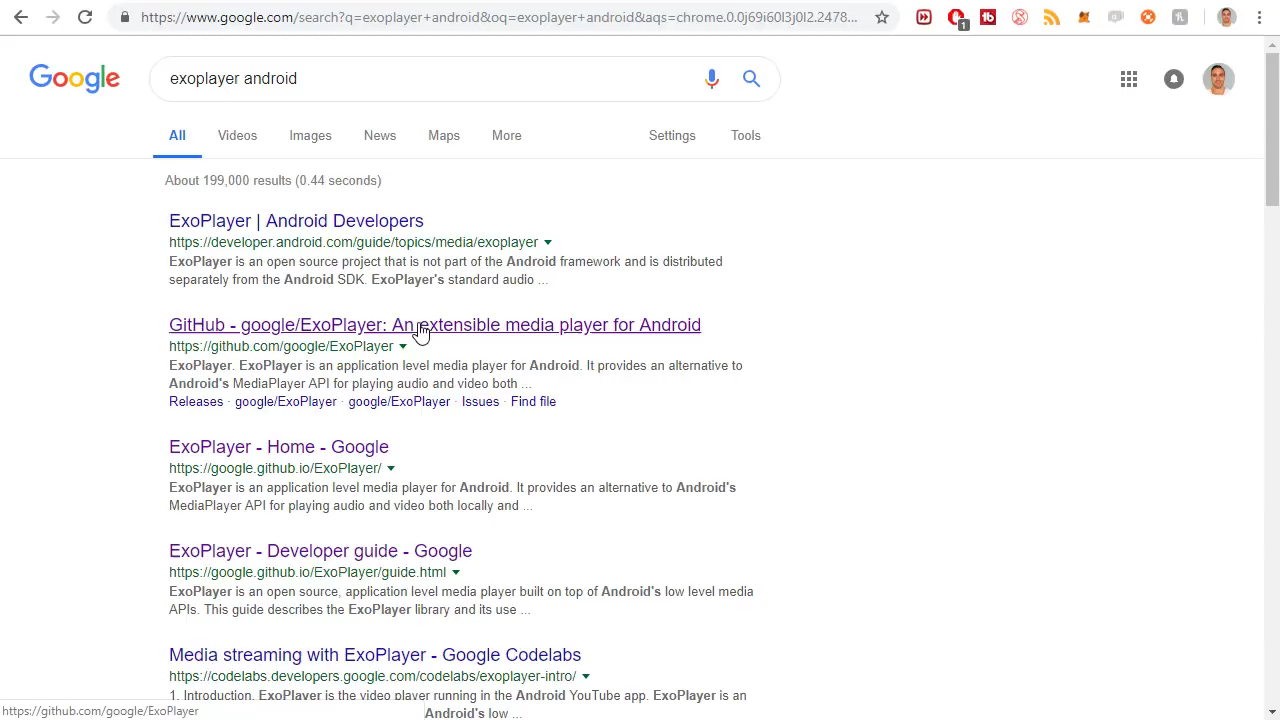 https://www.google.com/search?q=exoplayer+android&oq=exoplayer+android&aqs=chrome.0.0j69i60l3j0l2.2478...
1
Google
exoplayer android
All Videos Images News Maps More Settings Tools
About 199,000 results (0.44 seconds)
ExoPlayer | Android Developers
https://developer.android.com/guide/topics/media/exoplayer
ExoPlayer is an open source project that is not part of the Android framework and is distributed
separately from the Android SDK. ExoPlayer's standard audio ...
GitHub - google/ExoPlayer: An extensible media player for Android
https://github.com/google/ExoPlayer
ExoPlayer. ExoPlayer is an application level media player for Android. It provides an alternative to
Android's MediaPlayer API for playing audio and video both ...
Releases · google/ExoPlayer · google/ExoPlayer · Issues · Find file
ExoPlayer - Home - Google
https://google.github.io/ExoPlayer/
ExoPlayer is an application level media player for Android. It provides an alternative to Android's
MediaPlayer API for playing audio and video both locally and ...
ExoPlayer - Developer guide - Google
https://google.github.io/ExoPlayer/guide.html
ExoPlayer is an open source, application level media player built on top of Android's low level media
APIs. This guide describes the ExoPlayer library and its use ...
Media streaming with ExoPlayer - Google Codelabs
https://codelabs.developers.google.com/codelabs/exoplayer-intro/
1. Introduction. ExoPlayer is the video player running in the Android YouTube app. ExoPlayer is an
Android's low ...
https://github.com/google/ExoPlayer